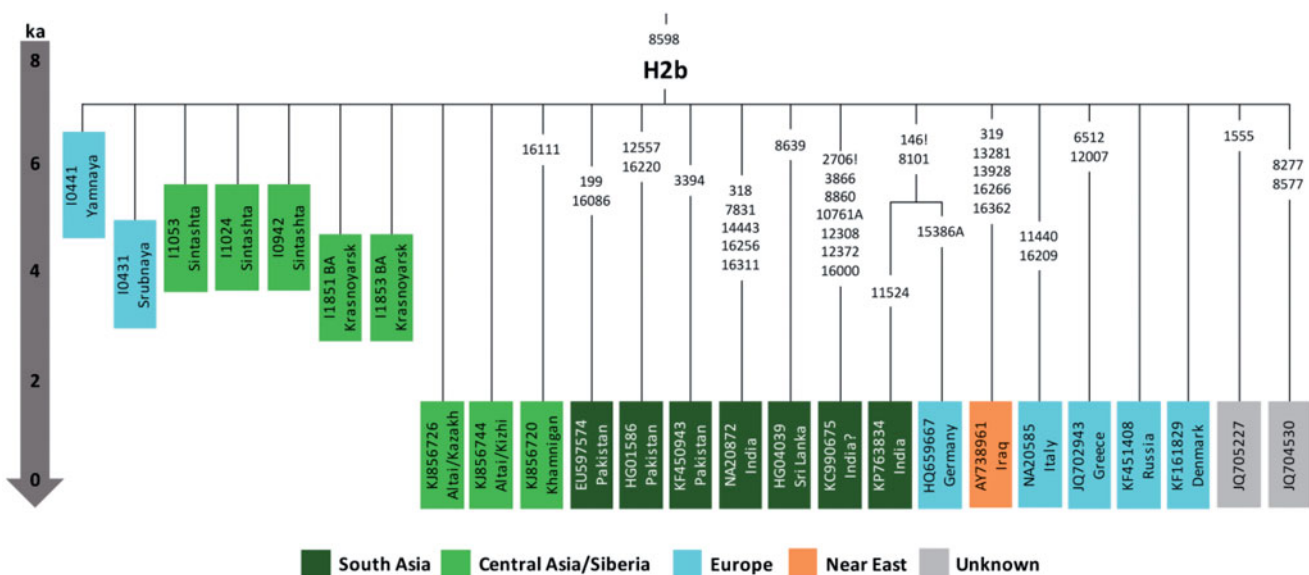 8598
H2b
ka
8
6
4
2
0
I0441
Yamnaya
I0431
Srubnaya
I1053
Sintashta
I1024
Sintashta
I0942
Sintashta
I1851 BA
Krasnoyarsk
I1853 BA
Krasnoyarsk
KJ856726
Altai/Kazakh
KJ856744
Altai/Kizhi
16111
KJ856720
Khamnigan
199
16086
EU597574
Pakistan
12557
16220
HG01586
Pakistan
3394
KF450943
Pakistan
318
7831
14443
16256
16311
NA20872
India
8639
HG04039
Sri Lanka
2706!
3866
8860
10761A
12308
12372
16000
KC990675
India?
146!
8101
11524
KP763834
India
15386A
HQ659667
Germany
319
13281
13928
16266
16362
AY738961
Iraq
11440
16209
NA20585
Italy
6512
12007
JQ702943
Greece
KF451408
Russia
KF161829
Denmark
1555
JQ705227
8277
8577
JQ704530
South Asia
Central Asia/Siberia
Europe
Near East
Unknown